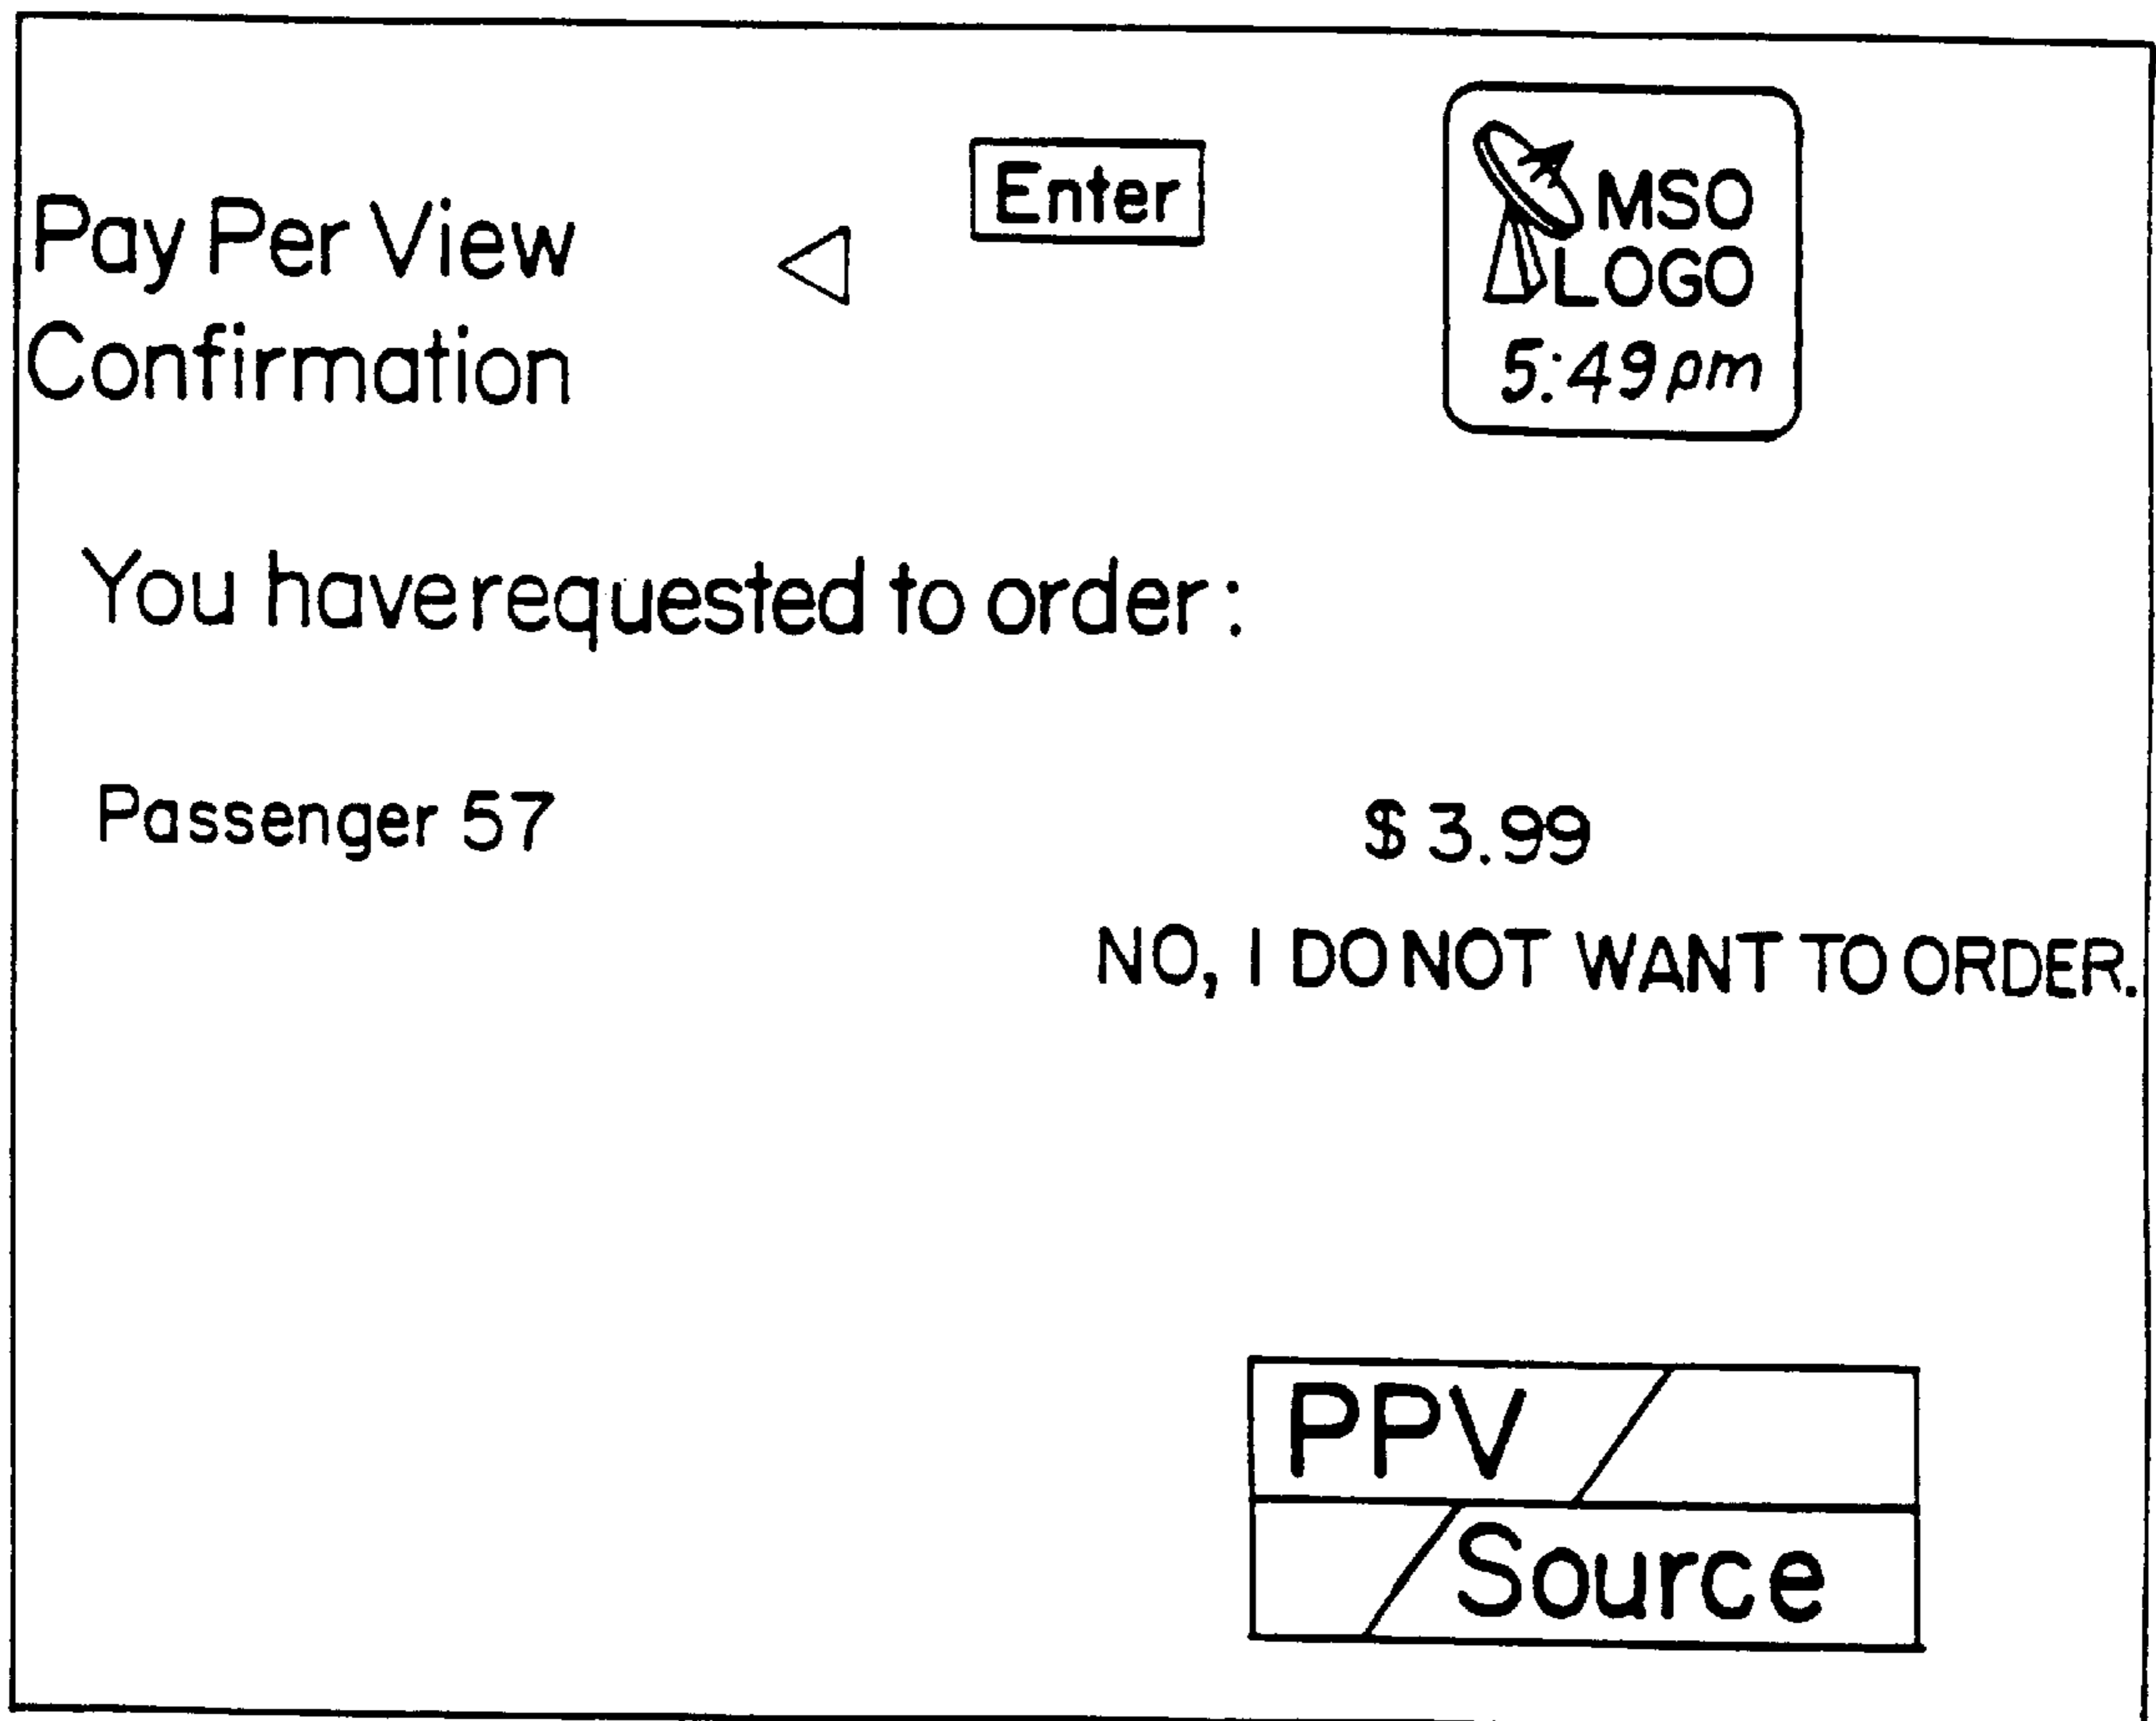 Pay Per View
Confirmation
Enter
MSO
LOGO
5:49pm
You have requested to order:
Passenger 57
$3.99
NO, I DO NOT WANT TO ORDER.
PPV
Source